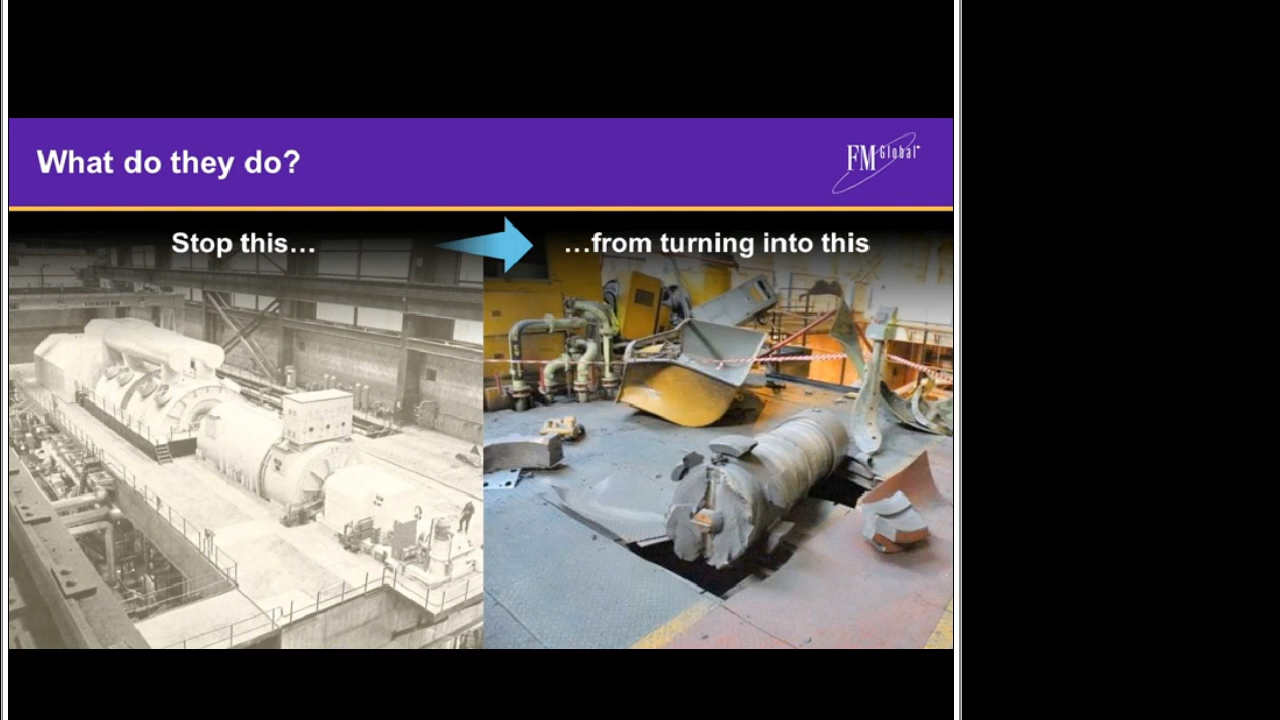 What do they do?
FM Global
Stop this…
…from turning into this